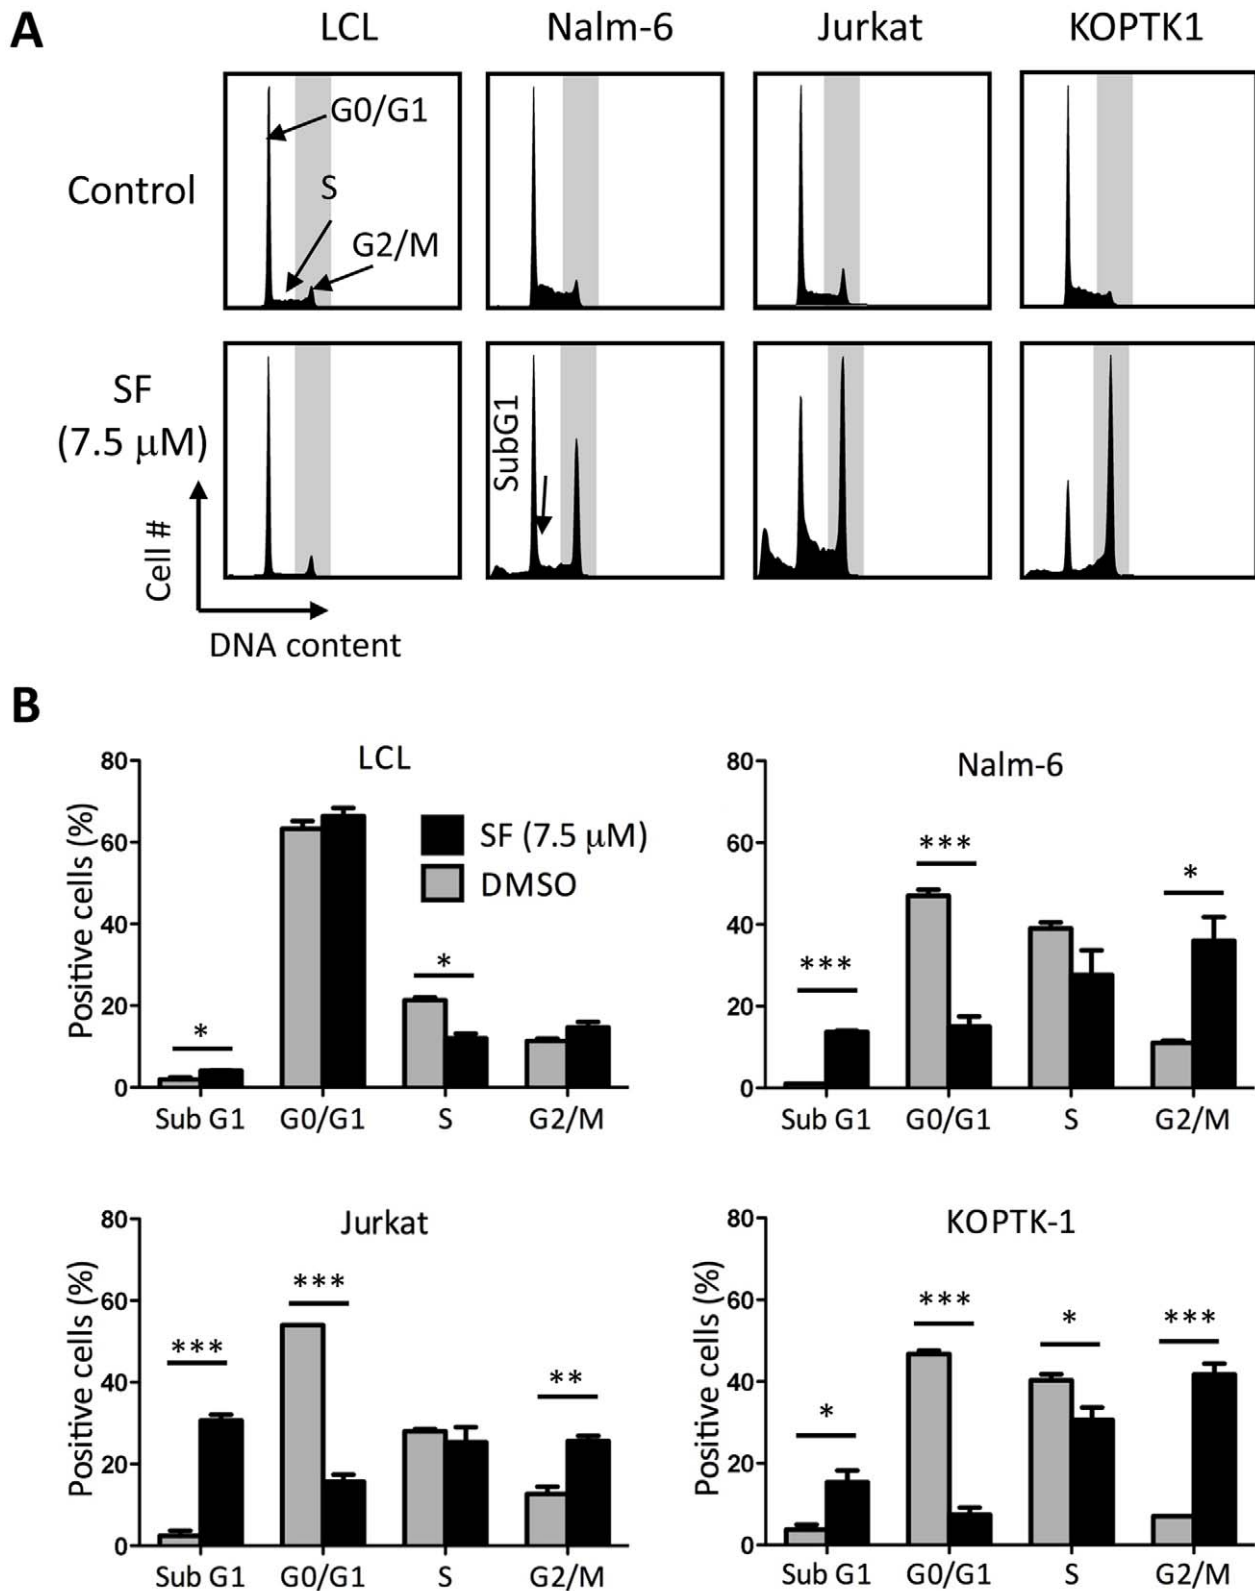 A
LCL Nalm-6 Jurkat KOPTK1
Control
G0/G1
S
G2/M
SF
(7.5 μM)
SubG1
Cell #
DNA content
B
LCL
Positive cells (%)
80
60
40
20
0
SF (7.5 μM)
DMSO
*
*
Sub G1 G0/G1 S G2/M
Nalm-6
80
60
40
20
0
***
***
*
Sub G1 G0/G1 S G2/M
Jurkat
Positive cells (%)
80
60
40
20
0
***
***
**
Sub G1 G0/G1 S G2/M
KOPTK-1
Positive cells (%)
80
60
40
20
0
*
***
*
***
Sub G1 G0/G1 S G2/M